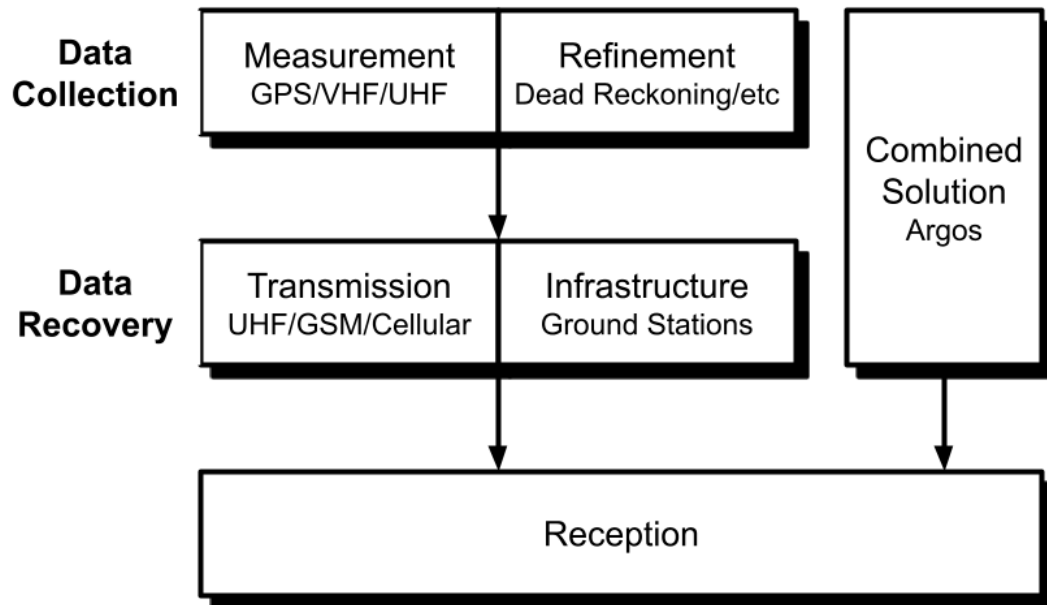 Data
Collection
Measurement
GPS/VHF/UHF
Refinement
Dead Reckoning/etc
Combined
Solution
Argos
Data
Recovery
Transmission
UHF/GSM/Cellular
Infrastructure
Ground Stations
Reception